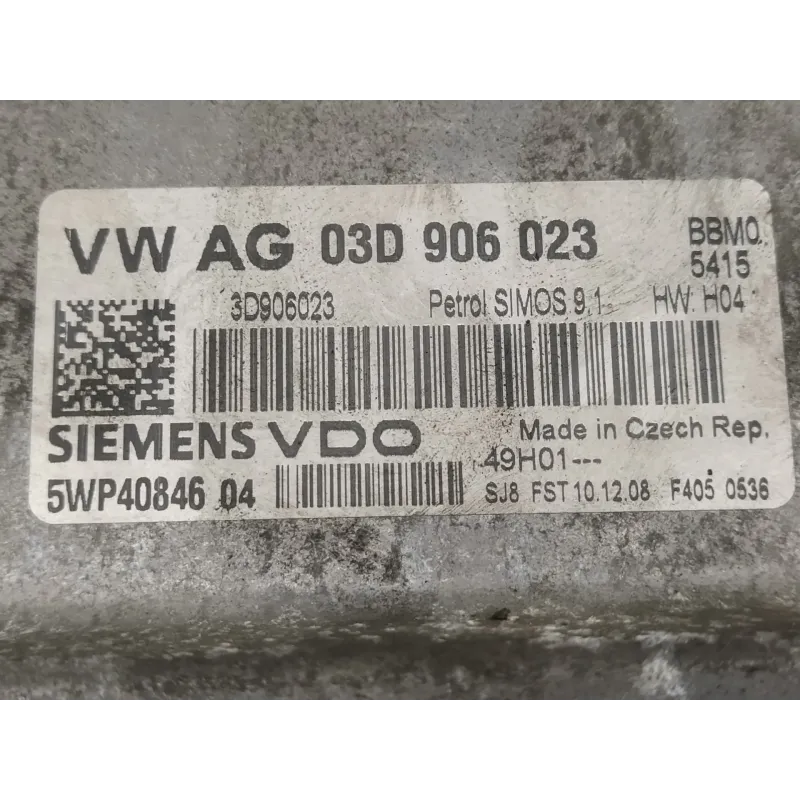 VW AG 03D 906 023 BBM0
5415
3D906023 Petrol SIMOS 9.1 HW: H04
SIEMENS VDO Made in Czech Rep.
49H01---
5WP40846 04 SJ8 FST 10.12.08 F405 0536